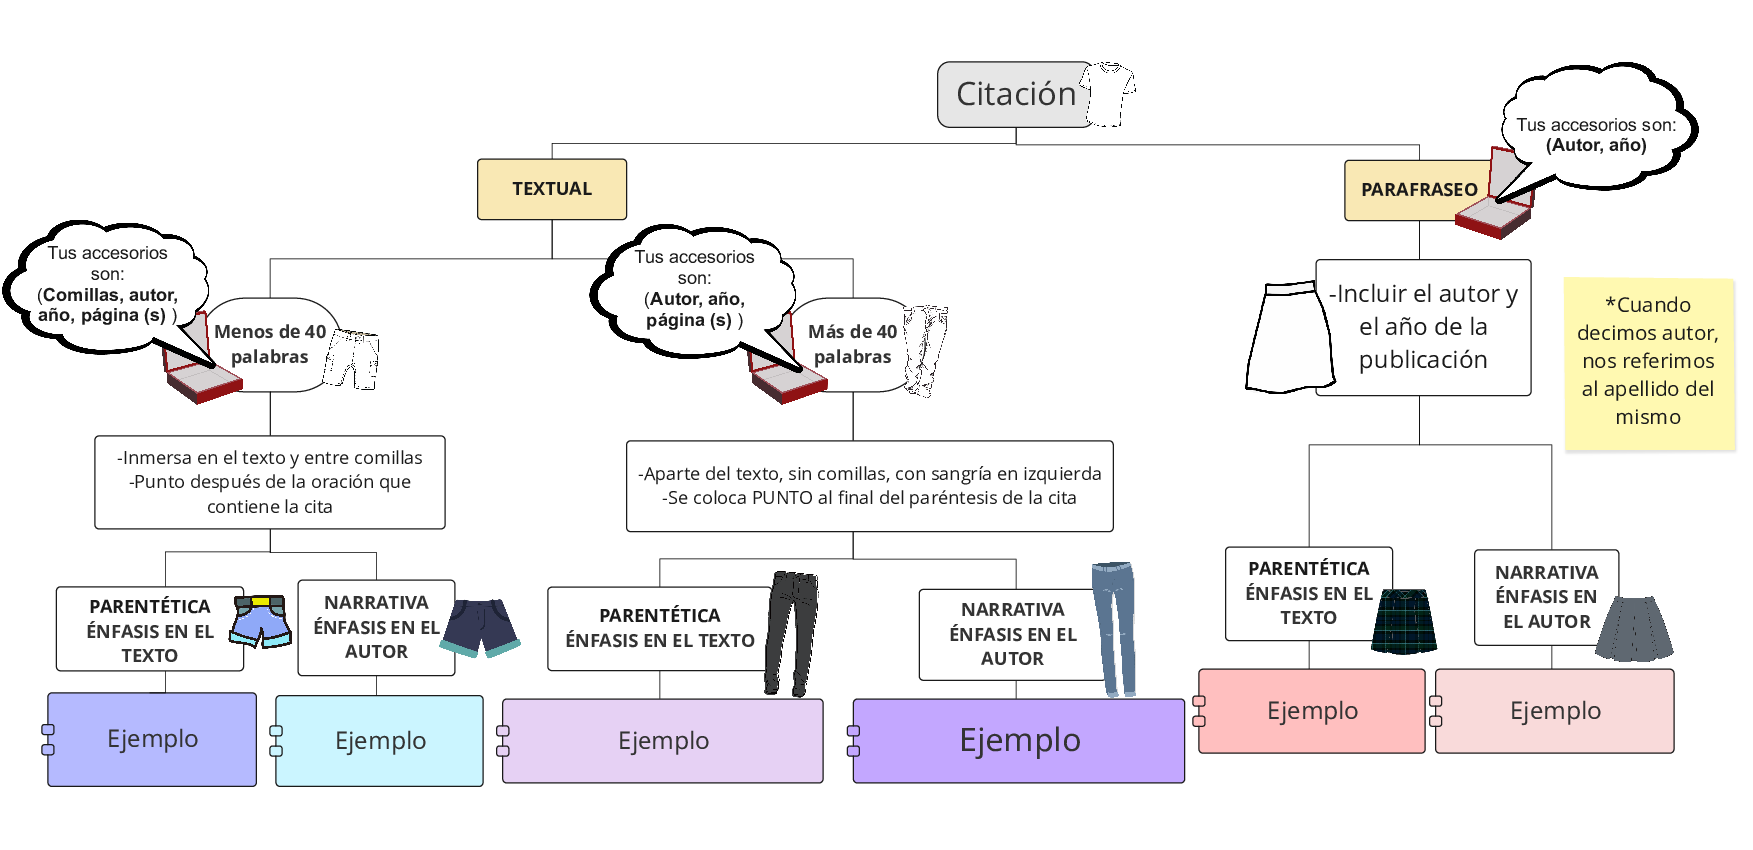 Citación
Tus accesorios son:
(Autor, año)
TEXTUAL
PARAFRASEO
Tus accesorios
son:
(Comillas, autor,
año, página (s) )
Menos de 40
palabras
Tus accesorios
son:
(Autor, año,
página (s) )
Más de 40
palabras
-Incluir el autor y
el año de la
publicación
*Cuando
decimos autor,
nos referimos
al apellido del
mismo
-Inmersa en el texto y entre comillas
-Punto después de la oración que
contiene la cita
-Aparte del texto, sin comillas, con sangría en izquierda
-Se coloca PUNTO al final del paréntesis de la cita
PARENTÉTICA
ÉNFASIS EN EL
TEXTO
NARRATIVA
ÉNFASIS EN EL
AUTOR
PARENTÉTICA
ÉNFASIS EN EL TEXTO
NARRATIVA
ÉNFASIS EN EL
AUTOR
PARENTÉTICA
ÉNFASIS EN EL
TEXTO
NARRATIVA
ÉNFASIS EN
EL AUTOR
Ejemplo
Ejemplo
Ejemplo
Ejemplo
Ejemplo
Ejemplo